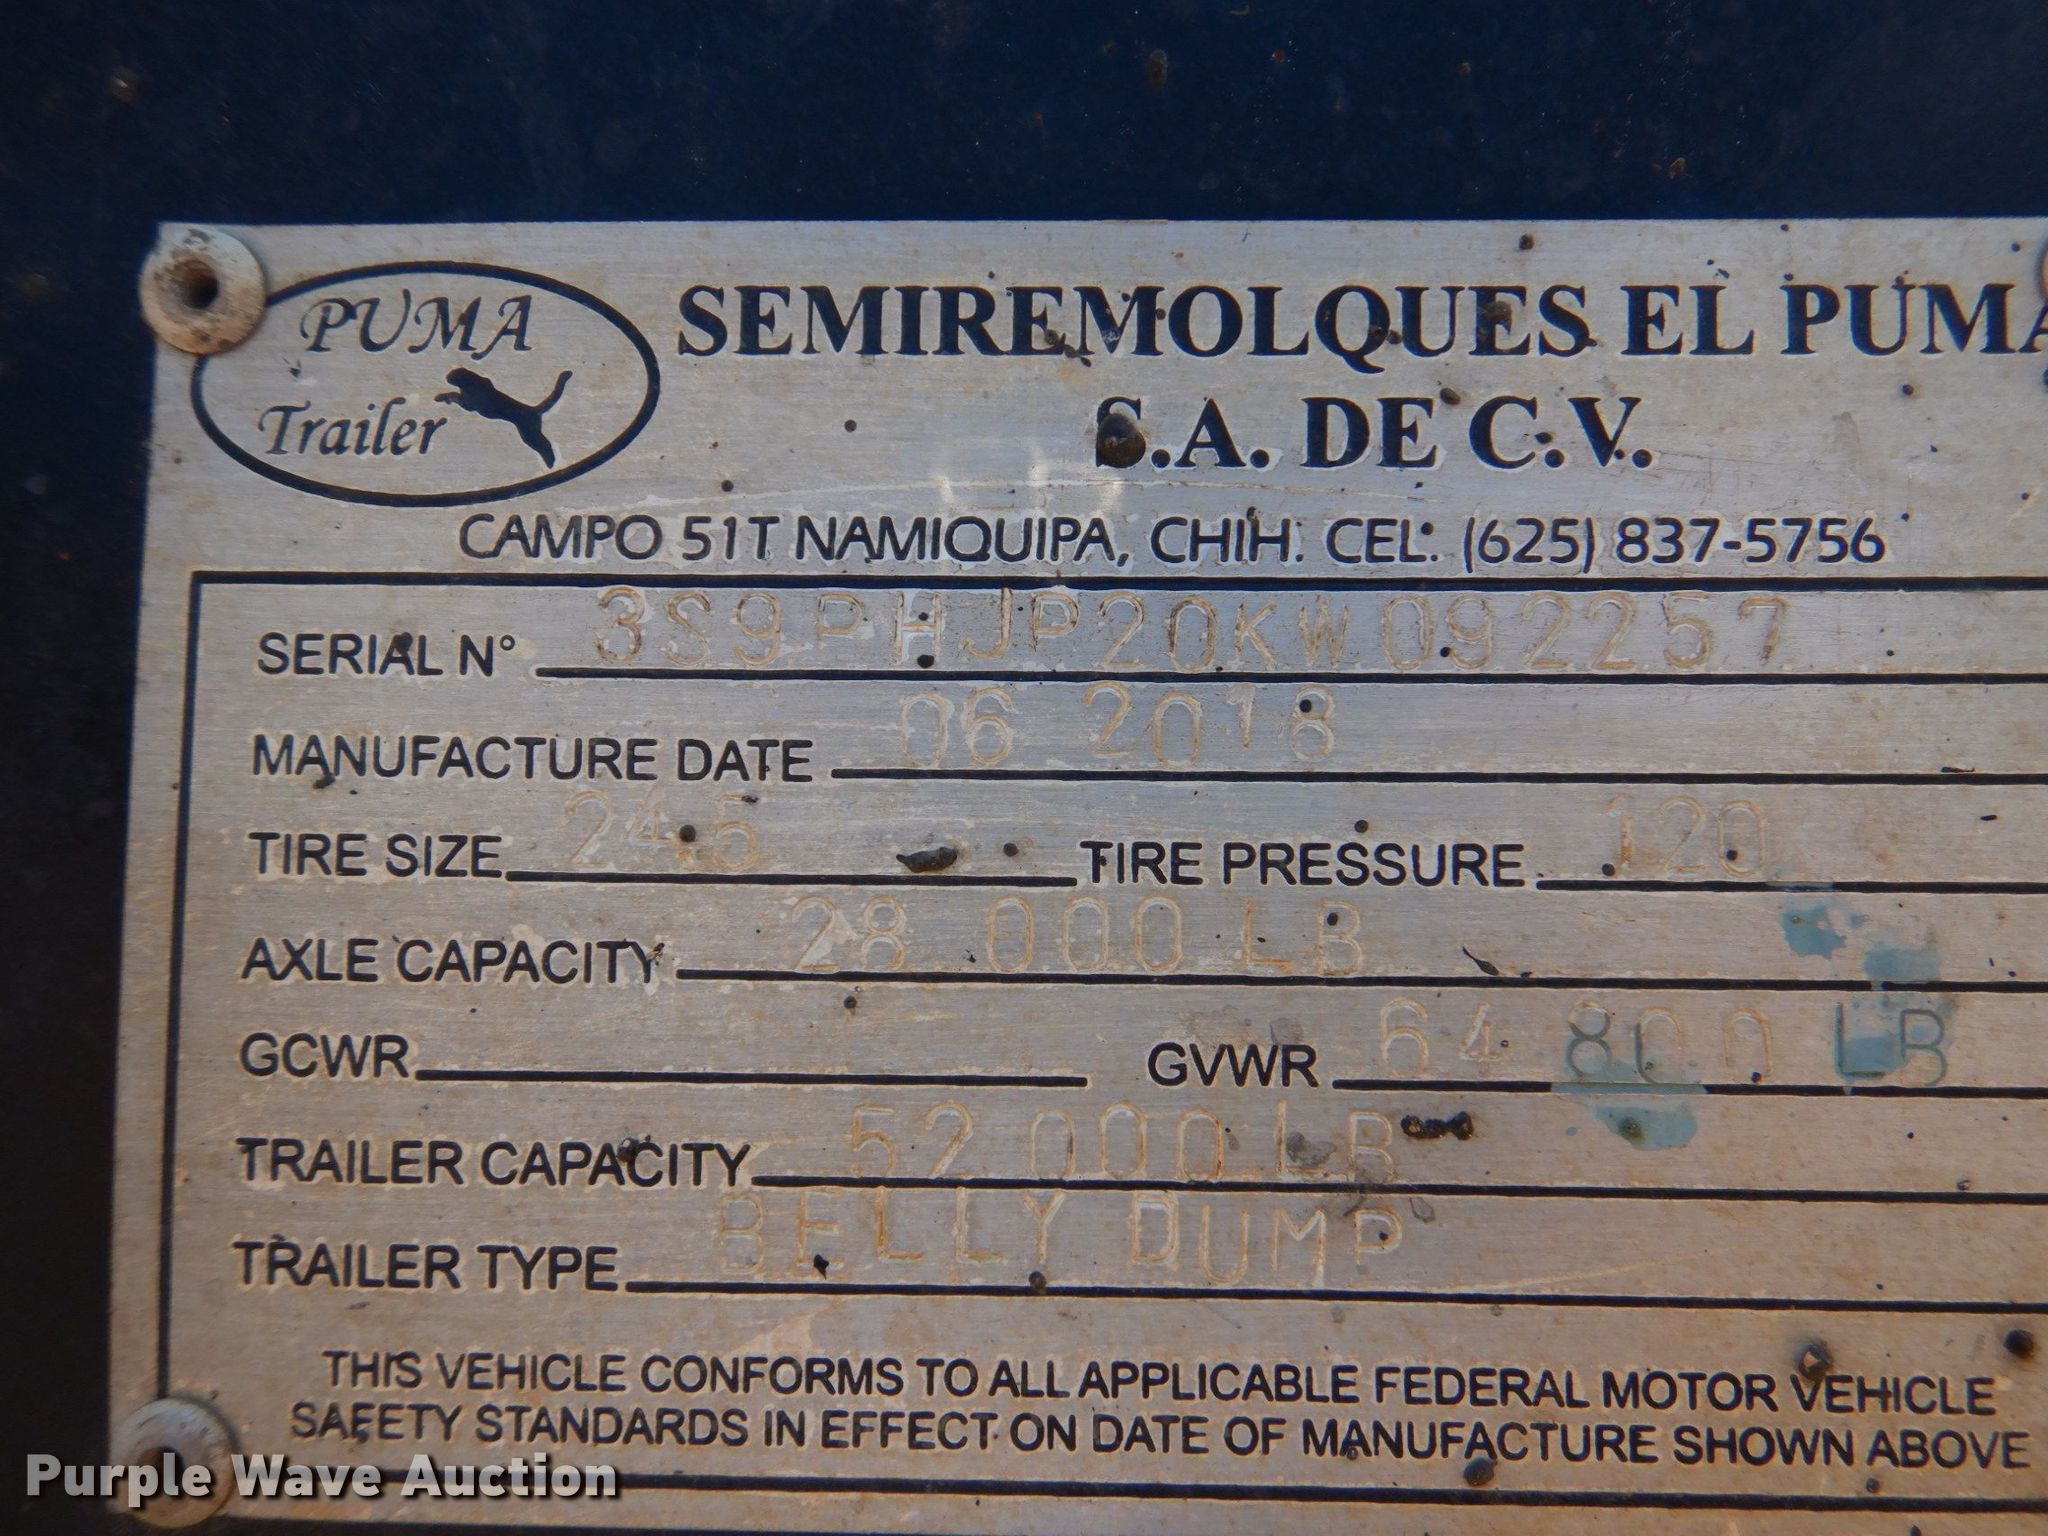 PUMA
Trailer
SEMIREMOLQUES EL PUMA
S.A. DE C.V.
CAMPO 51T NAMIQUIPA, CHIH. CEL: (625) 837-5756
SERIAL N° 3S9PHJP20KW092257
MANUFACTURE DATE 06 2018
TIRE SIZE 24.5 TIRE PRESSURE 120
AXLE CAPACITY 28 000 LB
GCWR GVWR 64 800 LB
TRAILER CAPACITY 52 000 LB
TRAILER TYPE BELLY DUMP
THIS VEHICLE CONFORMS TO ALL APPLICABLE FEDERAL MOTOR VEHICLE
SAFETY STANDARDS IN EFFECT ON DATE OF MANUFACTURE SHOWN ABOVE
Purple Wave Auction